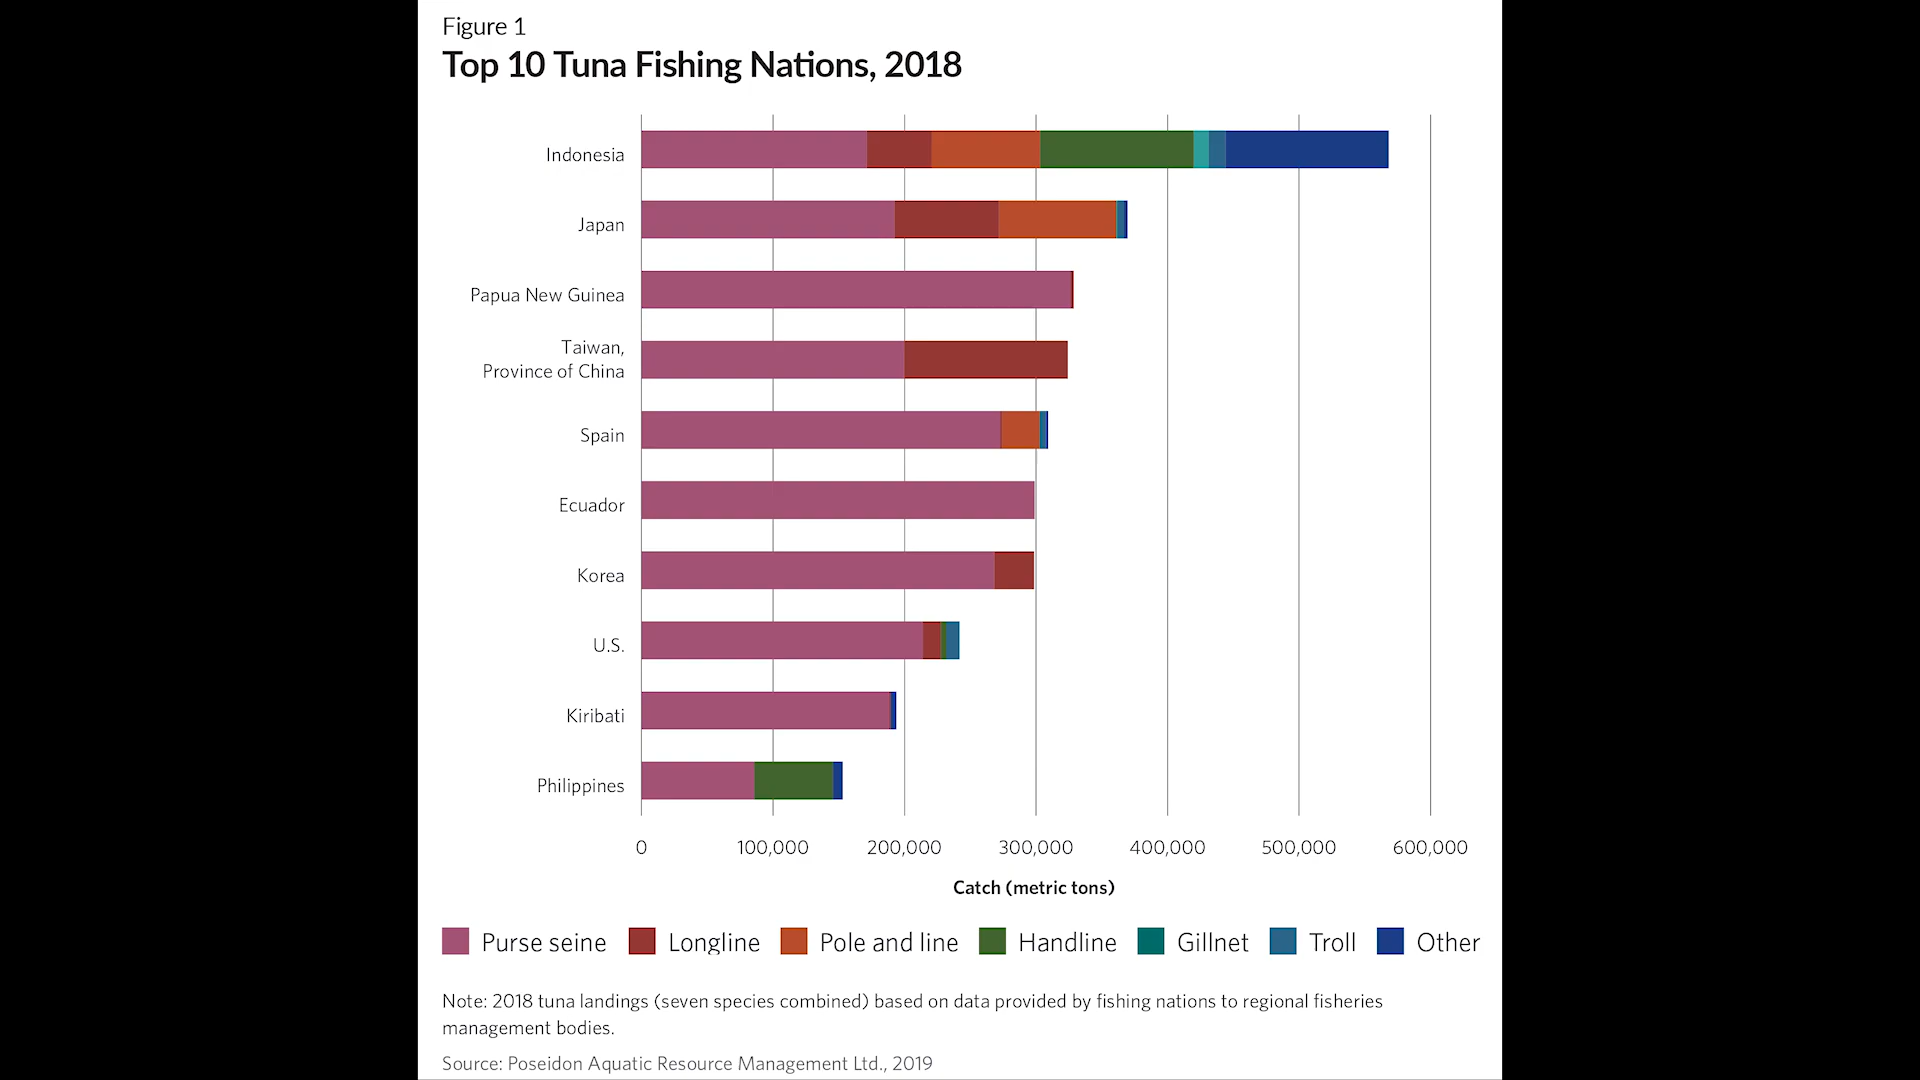 Figure 1
Top 10 Tuna Fishing Nations, 2018
Indonesia
Japan
Papua New Guinea
Taiwan,
Province of China
Spain
Ecuador
Korea
U.S.
Kiribati
Philippines
0 100,000 200,000 300,000 400,000 500,000 600,000
Catch (metric tons)
Purse seine Longline Pole and line Handline Gillnet Troll Other
Note: 2018 tuna landings (seven species combined) based on data provided by fishing nations to regional fisheries
management bodies.
Source: Poseidon Aquatic Resource Management Ltd., 2019